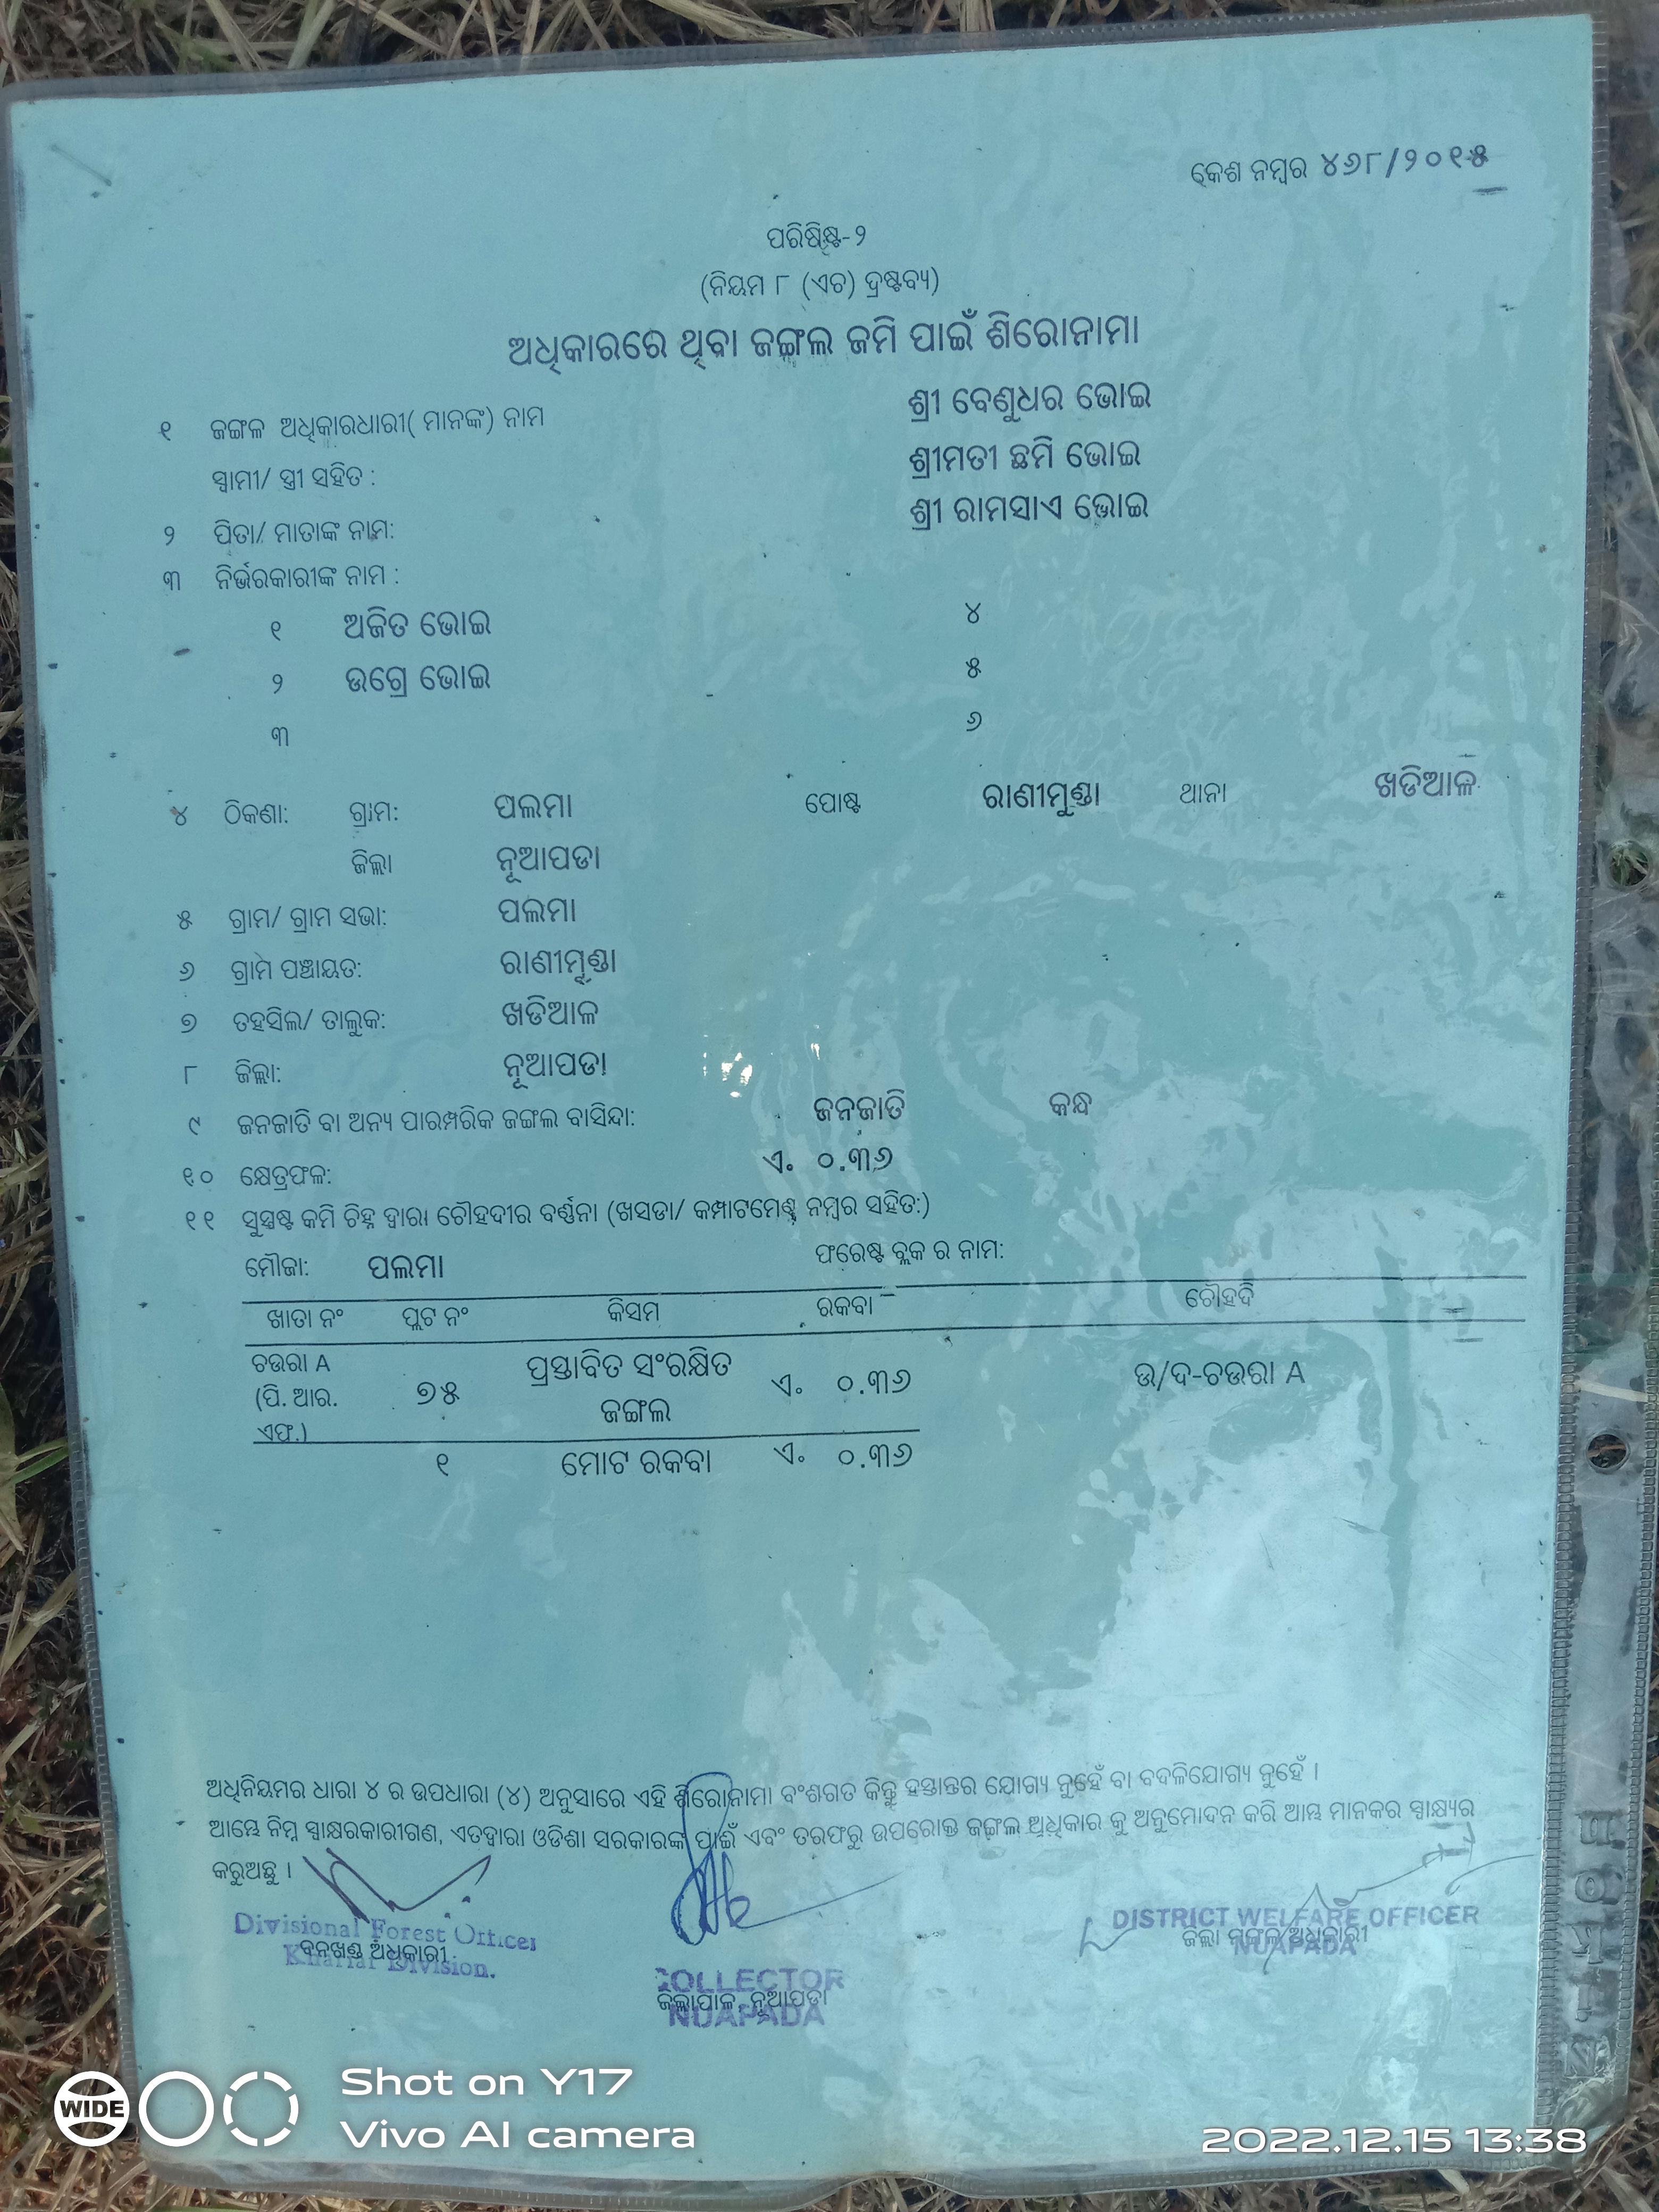 କେଶ ନମ୍ବର ୪୬୮/୨୦୧୫
ପରିଷିଷ୍ଟ-୨
(ନିୟମ ୮ (ଏଚ) ଦ୍ରଷ୍ଟବ୍ୟ)
ଅଧିକାରରେ ଥିବା ଜଙ୍ଗଲ ଜମି ପାଇଁ ଶିରୋନାମା
୧ ଜଙ୍ଗଳ ଅଧିକାରଧାରୀ( ମାନଙ୍କ) ନାମ ଶ୍ରୀ ବେଣୁଧର ଭୋଇ
ସ୍ୱାମୀ/ ସ୍ତ୍ରୀ ସହିତ : ଶ୍ରୀମତୀ ଛମି ଭୋଇ
୨ ପିତା/ ମାତାଙ୍କ ନାମ: ଶ୍ରୀ ରାମସାଏ ଭୋଇ
୩ ନିର୍ଭରକାରୀଙ୍କ ନାମ :
୧ ଅଜିତ ଭୋଇ ୪
୨ ଉଗ୍ରେ ଭୋଇ ୫
୩ ୬
୪ ଠିକଣା: ଗ୍ରାମ: ପଲମା ପୋଷ୍ଟ ରାଣୀମୁଣ୍ଡା ଥାନା ଖଡିଆଳ
ଜିଲ୍ଲା ନୂଆପଡା
୫ ଗ୍ରାମ/ ଗ୍ରାମ ସଭା: ପଲମା
୬ ଗ୍ରାମ ପଞ୍ଚାୟତ: ରାଣୀମୁଣ୍ଡା
୭ ତହସିଲ/ ତାଲୁକ: ଖଡିଆଳ
୮ ଜିଲ୍ଲା: ନୂଆପଡା
୯ ଜନଜାତି ବା ଅନ୍ୟ ପାରମ୍ପରିକ ଜଙ୍ଗଲ ବାସିନ୍ଦା: ଜନଜାତି କନ୍ଧ
୧୦ କ୍ଷେତ୍ରଫଳ: ଏ. ୦.୩୬
୧୧ ସୁସ୍ପଷ୍ଟ କମି ଚିହ୍ନ ଦ୍ୱାରା ଚୌହଦୀର ବର୍ଣ୍ଣନା (ଖସଡା/ କମ୍ପାଟମେଣ୍ଟ ନମ୍ବର ସହିତ:)
ମୌଜା: ପଲମା ଫରେଷ୍ଟ ବ୍ଲକ ର ନାମ:
ଖାତା ନଂ ପ୍ଲଟ ନଂ କିସମ ରକବା ଚୌହଦି
ଚଉରା A ପ୍ରସ୍ତାବିତ ସଂରକ୍ଷିତ
(ପି. ଆର. ୭୫ ଜଙ୍ଗଲ ଏ. ୦.୩୬ ଉ/ଦ-ଚଉରା A
ଏଫ.)
୧ ମୋଟ ରକବା ଏ. ୦.୩୬
ଅଧିନିୟମର ଧାରା ୪ ର ଉପଧାରା (୪) ଅନୁସାରେ ଏହି ଶିରୋନାମା ବଂଶଗତ କିନ୍ତୁ ହସ୍ତାନ୍ତର ଯୋଗ୍ୟ ନୁହେଁ ବା ବଦଳିଯୋଗ୍ୟ ନୁହେଁ ।
ଆମ୍ଭେ ନିମ୍ନ ସ୍ୱାକ୍ଷରକାରୀଗଣ, ଏତଦ୍ୱାରା ଓଡିଶା ସରକାରଙ୍କ ପାଇଁ ଏବଂ ତରଫରୁ ଉପରୋକ୍ତ ଜଙ୍ଗଲ ଅଧିକାର କୁ ଅନୁମୋଦନ କରି ଆମ୍ଭ ମାନକର ସ୍ୱାକ୍ଷ୍ୟର
କରୁଅଛୁ ।
Divisional Forest Officer
ବନଖଣ୍ଡ ଅଧିକାରୀ
Khariar Division.
COLLECTOR
ଜିଲ୍ଲାପାଳ, ନୂଆପଡା
NUAPADA
DISTRICT WELFARE OFFICER
ଜିଲ୍ଲା ମଙ୍ଗଳ ଅଧିକାରୀ
NUAPADA
WIDE
Shot on Y17
Vivo AI camera
2022.12.15 13:38